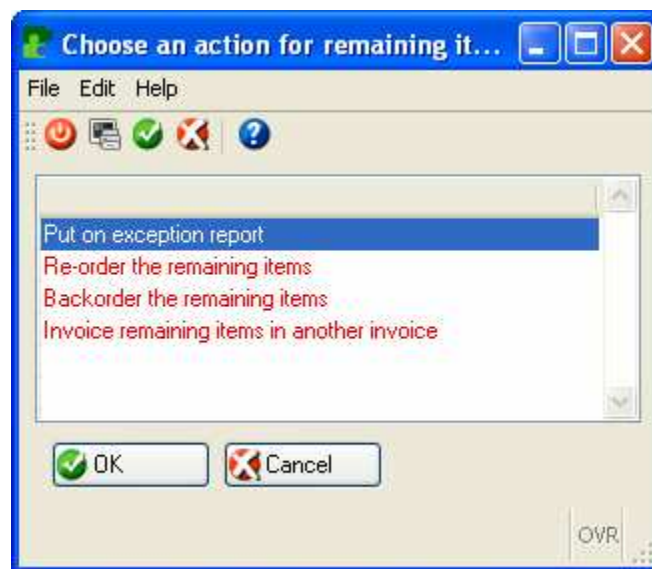 Choose an action for remaining it...
File Edit Help
Put on exception report
Re-order the remaining items
Backorder the remaining items
Invoice remaining items in another invoice
OK Cancel
OVR